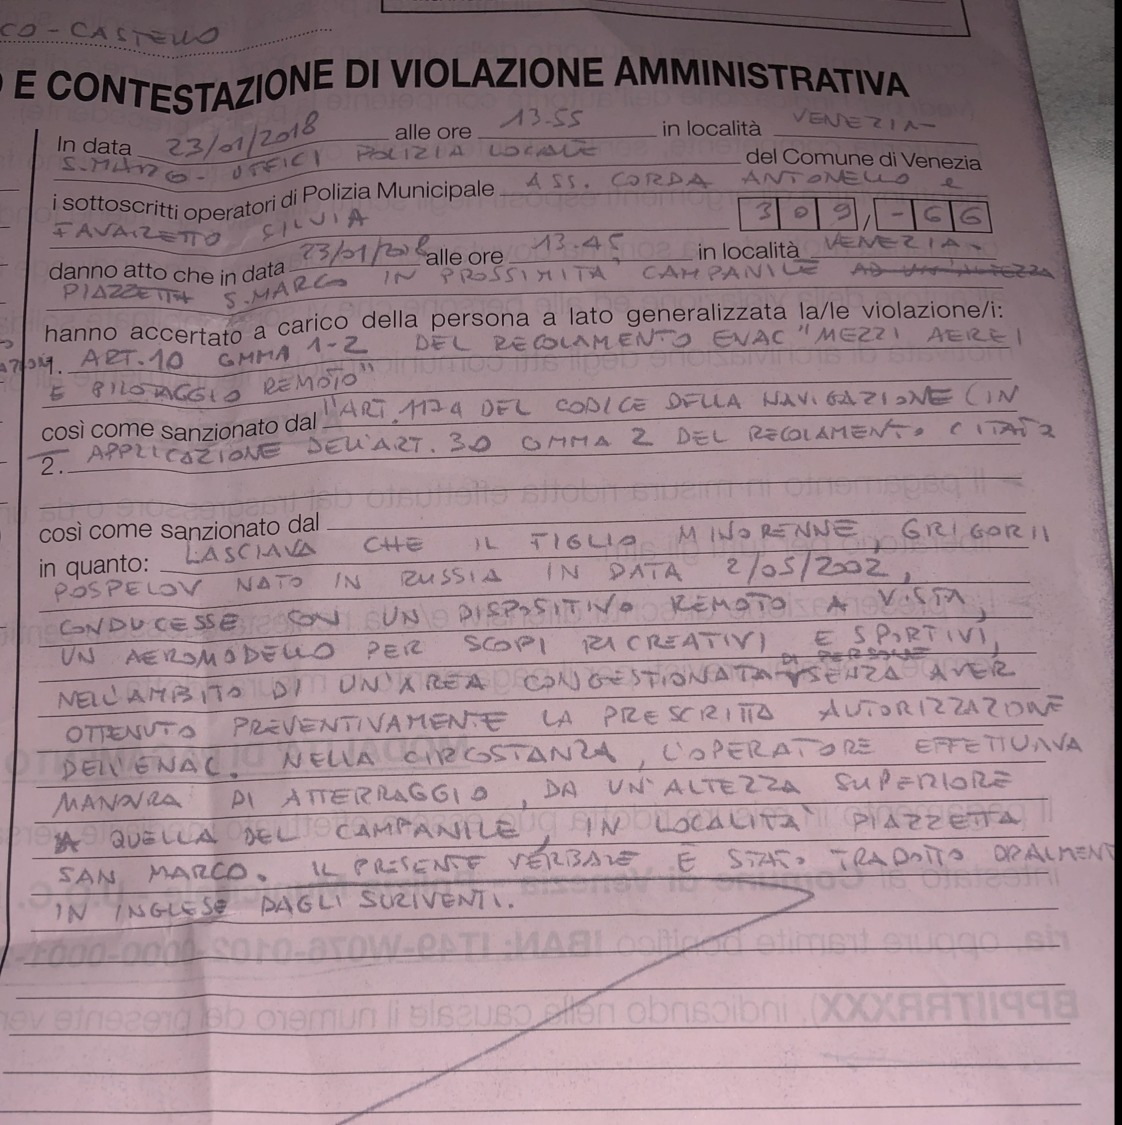 CO-CASTELLO
E CONTESTAZIONE DI VIOLAZIONE AMMINISTRATIVA
In data 23/01/2018 alle ore 13.55 in località VENEZIA-
S.MARCO- UFFICI POLIZIA LOCALE del Comune di Venezia
i sottoscritti operatori di Polizia Municipale ASS. CORDA ANTONELLO e
FAVARETTO SILVIA 309,-66
danno atto che in data 23/01/2018 alle ore 13.45 in località VENEZIA-
PIAZZETTA S.MARCO IN PROSSIMITA' CAMPANILE AD UN'ALTEZZA
hanno accertato a carico della persona a lato generalizzata la/le violazione/i:
1. ART.10 COMMA 1-2 DEL REGOLAMENTO ENAC "MEZZI AEREI
E PILOTAGGIO REMOTO"
così come sanzionato dal l'ART. 1174 DEL CODICE DELLA NAVIGAZIONE (IN
2. APPLICAZIONE DELL'ART. 30 COMMA 2 DEL REGOLAMENTO CITATO
così come sanzionato dal
in quanto: LASCIAVA CHE IL FIGLIO MINORENNE, GRIGORII
POSPELOV NATO IN RUSSIA IN DATA 2/05/2002,
CONDUCESSE CON UN DISPOSITIVO REMOTO A VISTA,
UN AEROMODELLO PER SCOPI RICREATIVI E SPORTIVI,
NELL'AMBITO DI UN'AREA CONGESTIONATA DI PERSONE SENZA AVER
OTTENUTO PREVENTIVAMENTE LA PRESCRITTA AUTORIZZAZIONE
DELL'ENAC. NELLA CIRCOSTANZA, L'OPERATORE EFFETTUAVA
MANOVRA DI ATTERRAGGIO, DA UN'ALTEZZA SUPERIORE
A QUELLA DEL CAMPANILE, IN LOCALITA' PIAZZETTA
SAN MARCO. IL PRESENTE VERBALE E' STATO TRADOTTO ORALMENT
IN INGLESE DAGLI SCRIVENTI.